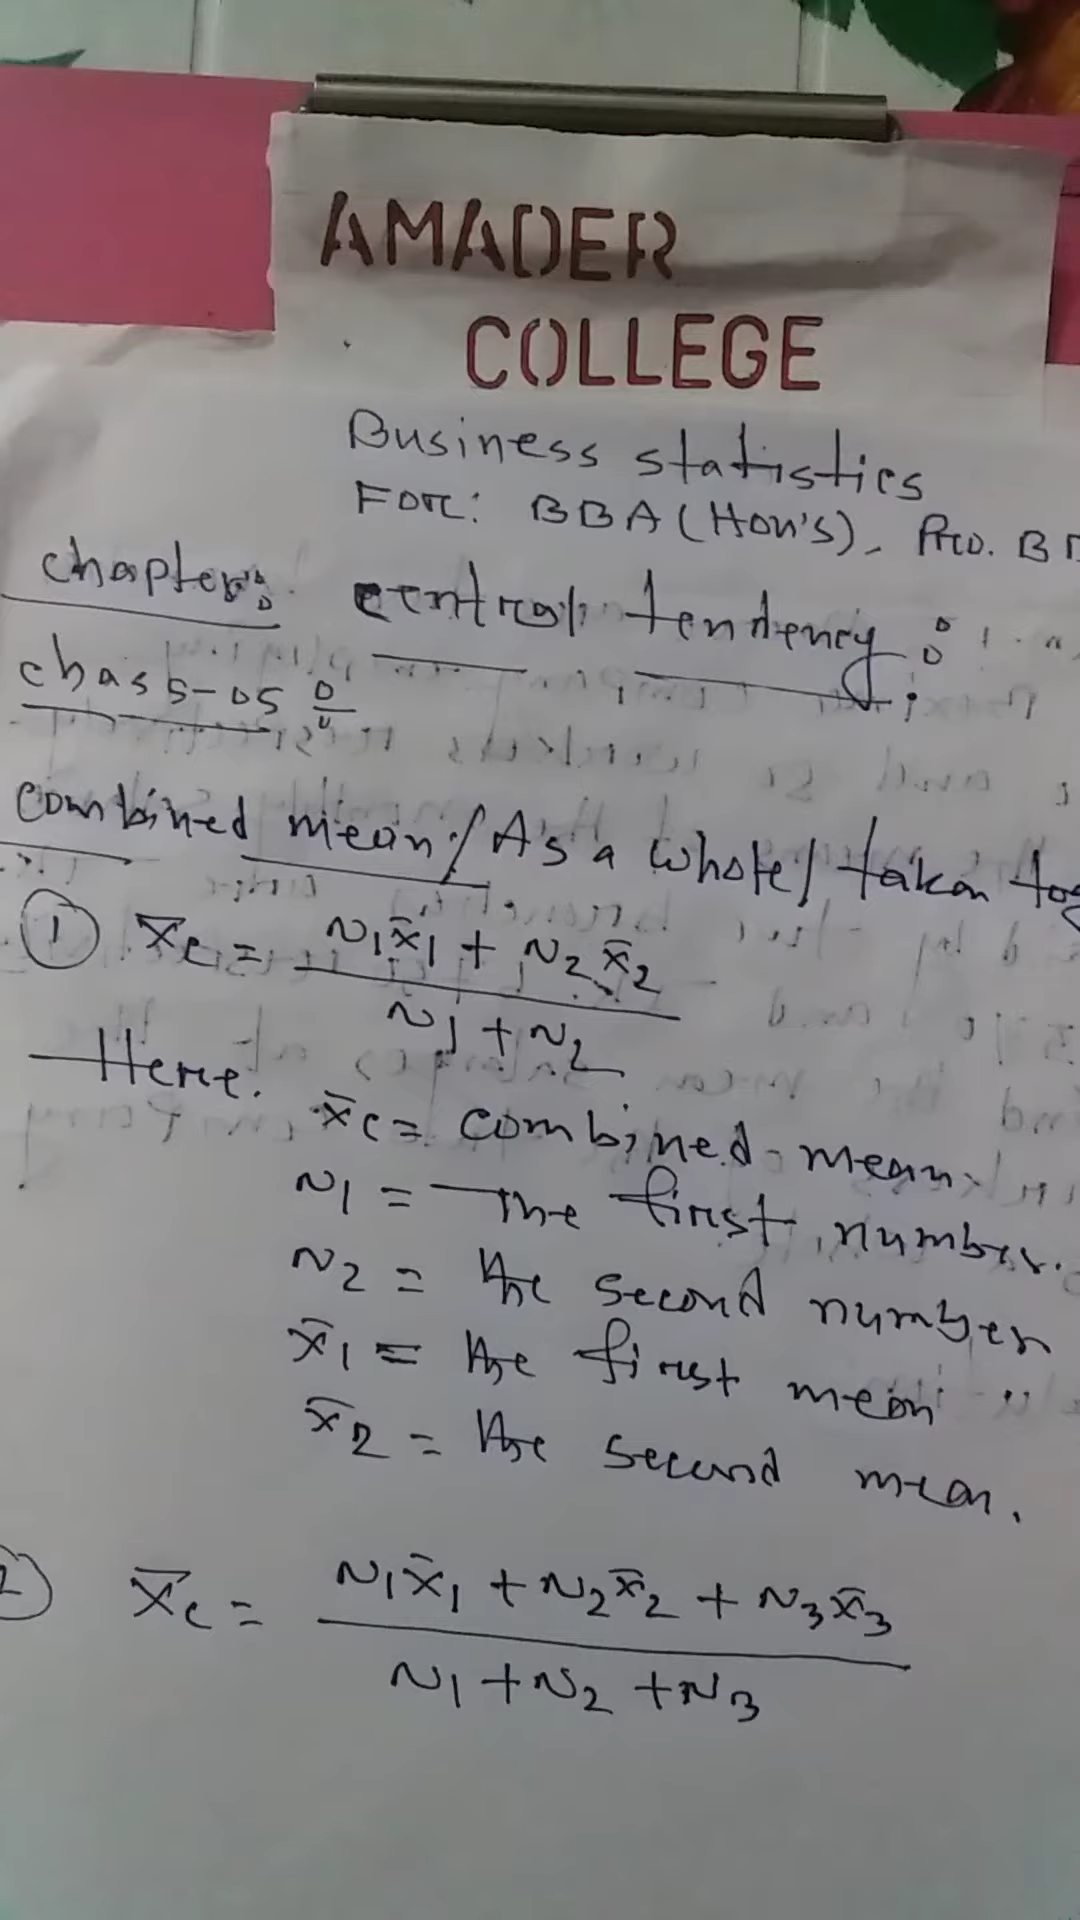 AMADER
COLLEGE
Business statistics
For: BBA (Hon's), Pro. B
chapter: central tendency:
class-05:
combined mean:/As a whole/taken tog
① x̄c = N₁x̄₁ + N₂x̄₂
N₁ + N₂
Here. x̄c = combined mean
N₁ = The first number.
N₂ = the second number
x̄₁ = the first mean "
x̄₂ = the second mean.
② x̄c = N₁x̄₁ + N₂x̄₂ + N₃x̄₃
N₁ + N₂ + N₃